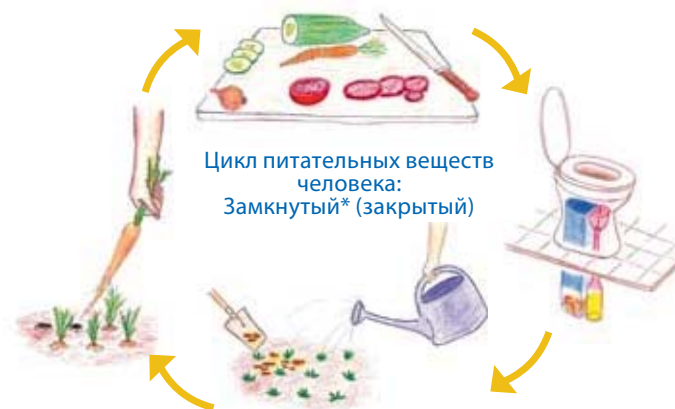 Цикл питательных веществ
человека:
Замкнутый* (закрытый)